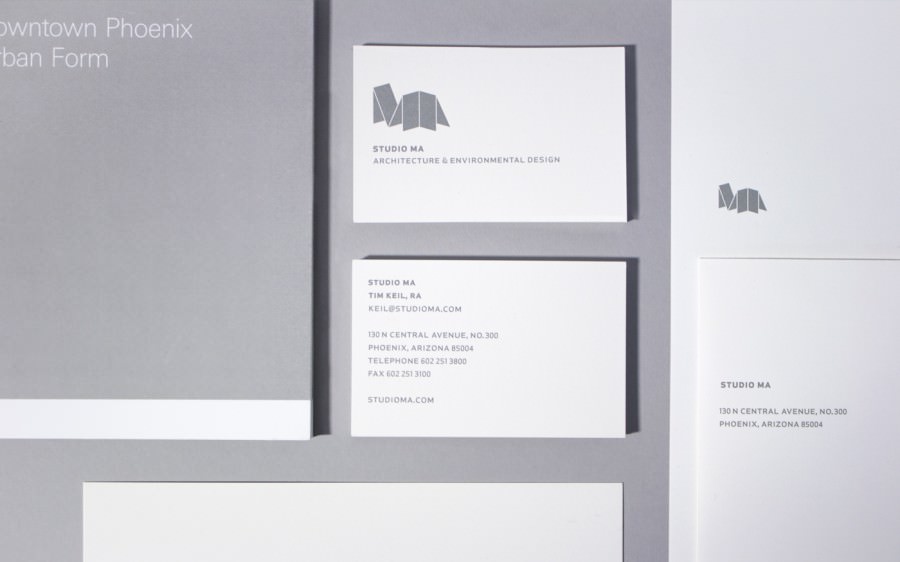 owntown Phoenix
rban Form
STUDIO MA
ARCHITECTURE & ENVIRONMENTAL DESIGN
STUDIO MA
TIM KEIL, RA
KEIL@STUDIOMA.COM
130 N CENTRAL AVENUE, NO.300
PHOENIX, ARIZONA 85004
TELEPHONE 602 251 3800
FAX 602 251 3100
STUDIOMA.COM
STUDIO MA
130 N CENTRAL AVENUE, NO.300
PHOENIX, ARIZONA 85004